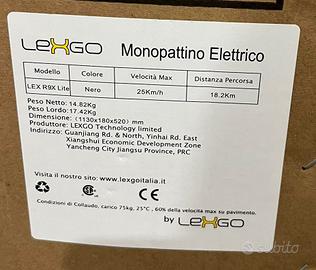 LEXGO Monopattino Elettrico
Modello Colore Velocità Max Distanza Percorsa
LEX R9X Lite Nero 25Km/h 18.2Km
Peso Netto: 14.82Kg
Peso Lordo:17.42Kg
Dimensione: (1130x180x520mm)
Produttore: LEXGO Technology limited
Indirizzo: Guanjiang Rd. & North, Yinhai Rd. East
Xiangshui Economic Development Zone
Yancheng City Jiangsu Province, PRC
Visita il nostro sito: www.lexgoitalia.it
Condizioni di Collaudo, carico 75kg, 25°C, 60% della velocità max su pavimento.
by LEXGO
subito